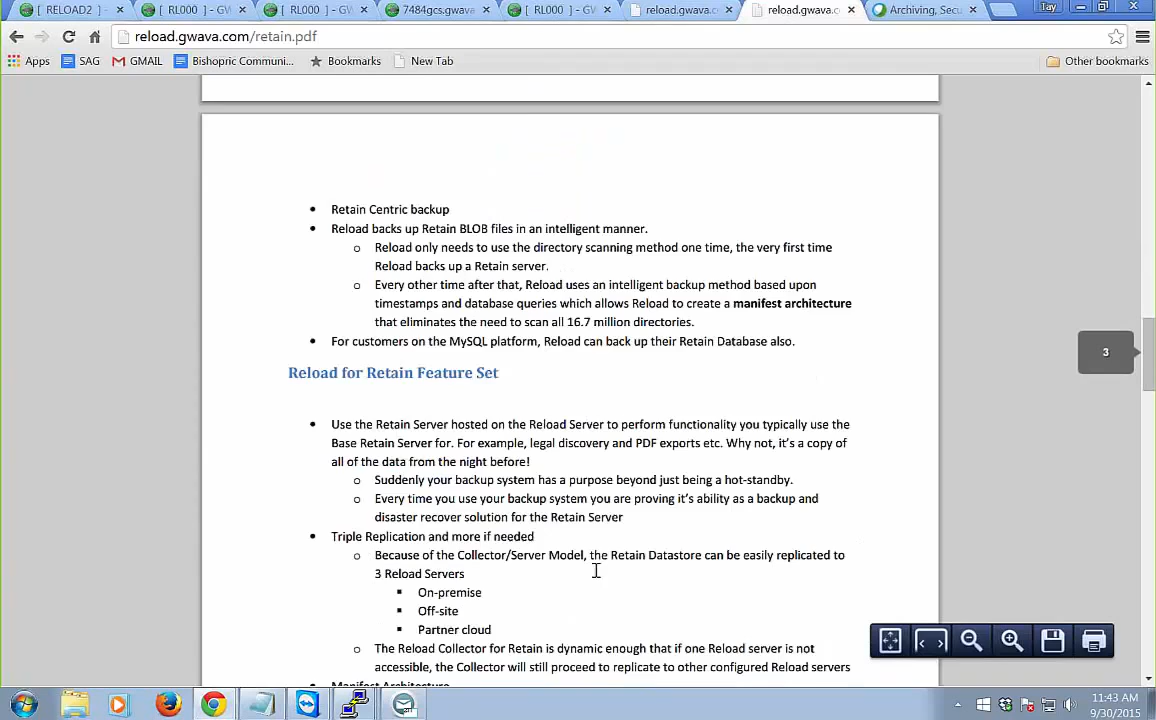 [ RELOAD2 ] -
[ RL000 ] - GV
[ RL000 ] - GV
7484gcs.gwava
[ RL000 ] - GV
reload.gwava.c
reload.gwava.c
Archiving, Secu
Tay
reload.gwava.com/retain.pdf
Apps
SAG
GMAIL
Bishopric Communi...
Bookmarks
New Tab
Other bookmarks
• Retain Centric backup
• Reload backs up Retain BLOB files in an intelligent manner.
o Reload only needs to use the directory scanning method one time, the very first time
Reload backs up a Retain server.
o Every other time after that, Reload uses an intelligent backup method based upon
timestamps and database queries which allows Reload to create a manifest architecture
that eliminates the need to scan all 16.7 million directories.
• For customers on the MySQL platform, Reload can back up their Retain Database also.
3
Reload for Retain Feature Set
• Use the Retain Server hosted on the Reload Server to perform functionality you typically use the
Base Retain Server for. For example, legal discovery and PDF exports etc. Why not, it's a copy of
all of the data from the night before!
o Suddenly your backup system has a purpose beyond just being a hot-standby.
o Every time you use your backup system you are proving it's ability as a backup and
disaster recover solution for the Retain Server
• Triple Replication and more if needed
o Because of the Collector/Server Model, the Retain Datastore can be easily replicated to
3 Reload Servers
▪ On-premise
▪ Off-site
▪ Partner cloud
o The Reload Collector for Retain is dynamic enough that if one Reload server is not
accessible, the Collector will still proceed to replicate to other configured Reload servers
• Manifest Architecture
11:43 AM
9/30/2015